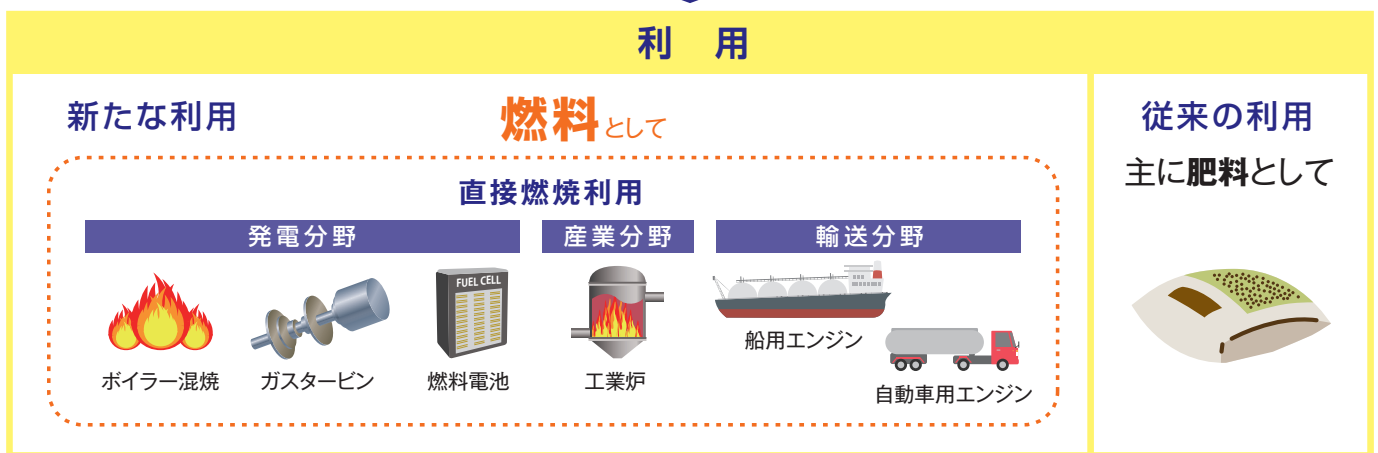 利 用
新たな利用
燃料として
直接燃焼利用
発電分野
ボイラー混焼
ガスタービン
FUEL CELL
燃料電池
産業分野
工業炉
輸送分野
船用エンジン
自動車用エンジン
従来の利用
主に肥料として